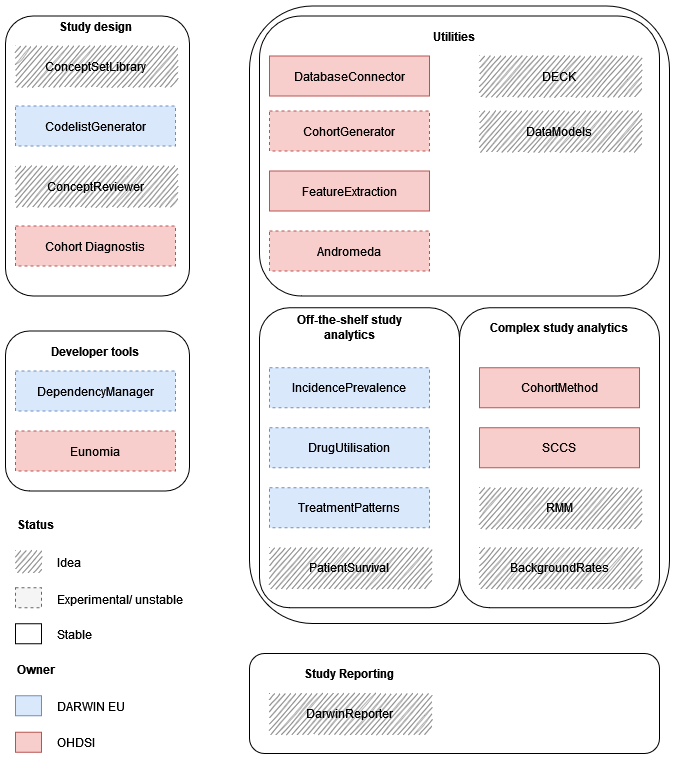 Study design
ConceptSetLibrary
CodelistGenerator
ConceptReviewer
Cohort Diagnostis
Developer tools
DependencyManager
Eunomia
Status
Idea
Experimental/ unstable
Stable
Owner
DARWIN EU
OHDSI
Utilities
DatabaseConnector
DECK
CohortGenerator
DataModels
FeatureExtraction
Andromeda
Off-the-shelf study
analytics
IncidencePrevalence
DrugUtilisation
TreatmentPatterns
PatientSurvival
Complex study analytics
CohortMethod
SCCS
RMM
BackgroundRates
Study Reporting
DarwinReporter